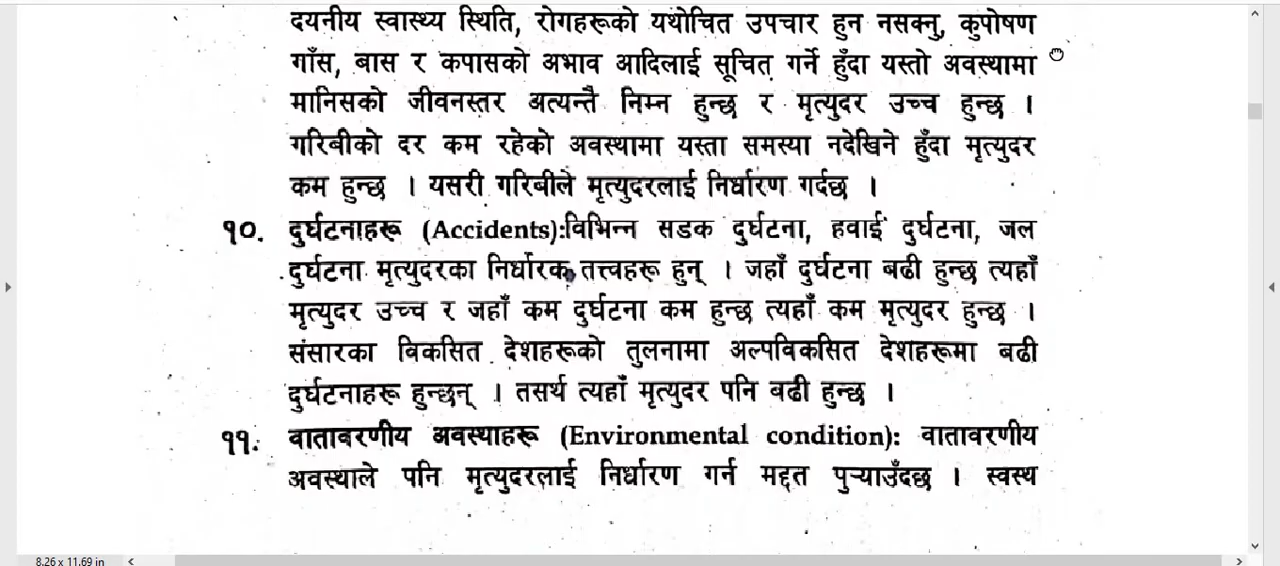 दयनीय स्वास्थ्य स्थिति, रोगहरूको यथोचित उपचार हुन नसक्नु, कुपोषण
गाँस, बास र कपासको अभाव आदिलाई सूचित गर्ने हुँदा यस्तो अवस्थामा
मानिसको जीवनस्तर अत्यन्तै निम्न हुन्छ र मृत्युदर उच्च हुन्छ ।
गरिबीको दर कम रहेको अवस्थामा यस्ता समस्या नदेखिने हुँदा मृत्युदर
कम हुन्छ । यसरी गरिबीले मृत्युदरलाई निर्धारण गर्दछ ।
१०. दुर्घटनाहरू (Accidents):विभिन्न सडक दुर्घटना, हवाई दुर्घटना, जल
दुर्घटना मृत्युदरका निर्धारक तत्त्वहरू हुन् । जहाँ दुर्घटना बढी हुन्छ त्यहाँ
मृत्युदर उच्च र जहाँ कम दुर्घटना कम हुन्छ त्यहाँ कम मृत्युदर हुन्छ ।
संसारका विकसित देशहरूको तुलनामा अल्पविकसित देशहरूमा बढी
दुर्घटनाहरू हुन्छन् । तसर्थ त्यहाँ मृत्युदर पनि बढी हुन्छ ।
११. वातावरणीय अवस्थाहरू (Environmental condition): वातावरणीय
अवस्थाले पनि मृत्युदरलाई निर्धारण गर्न मद्दत पुऱ्याउँदछ । स्वस्थ
8.26 x 11.69 in